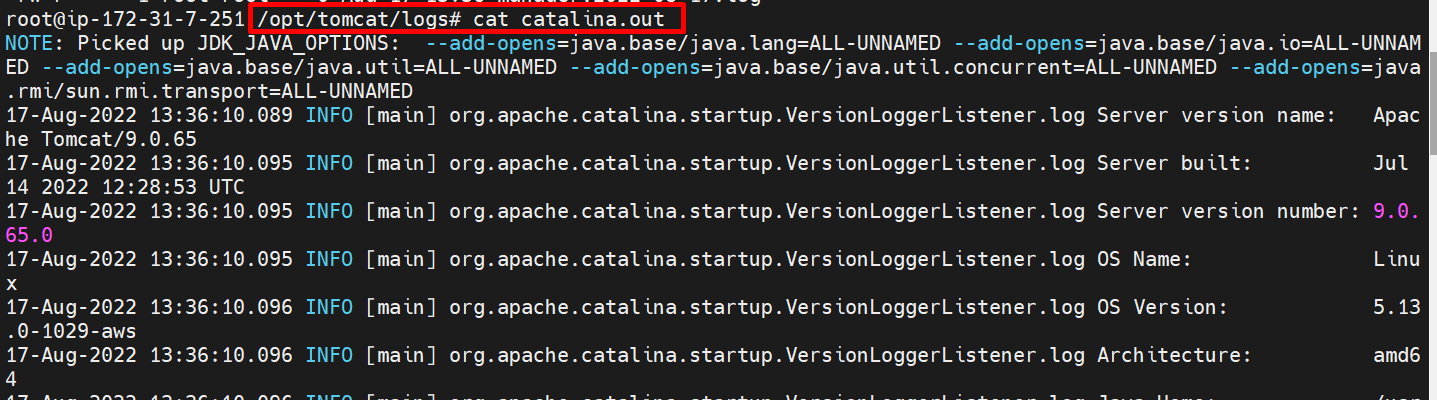 root@ip-172-31-7-251:/opt/tomcat/logs# cat catalina.out
NOTE: Picked up JDK_JAVA_OPTIONS:  --add-opens=java.base/java.lang=ALL-UNNAMED --add-opens=java.base/java.io=ALL-UNNAM
ED --add-opens=java.base/java.util=ALL-UNNAMED --add-opens=java.base/java.util.concurrent=ALL-UNNAMED --add-opens=java
.rmi/sun.rmi.transport=ALL-UNNAMED
17-Aug-2022 13:36:10.089 INFO [main] org.apache.catalina.startup.VersionLoggerListener.log Server version name:   Apac
he Tomcat/9.0.65
17-Aug-2022 13:36:10.095 INFO [main] org.apache.catalina.startup.VersionLoggerListener.log Server built:          Jul
14 2022 12:28:53 UTC
17-Aug-2022 13:36:10.095 INFO [main] org.apache.catalina.startup.VersionLoggerListener.log Server version number: 9.0.
65.0
17-Aug-2022 13:36:10.095 INFO [main] org.apache.catalina.startup.VersionLoggerListener.log OS Name:               Linu
x
17-Aug-2022 13:36:10.096 INFO [main] org.apache.catalina.startup.VersionLoggerListener.log OS Version:            5.13
.0-1029-aws
17-Aug-2022 13:36:10.096 INFO [main] org.apache.catalina.startup.VersionLoggerListener.log Architecture:          amd6
4